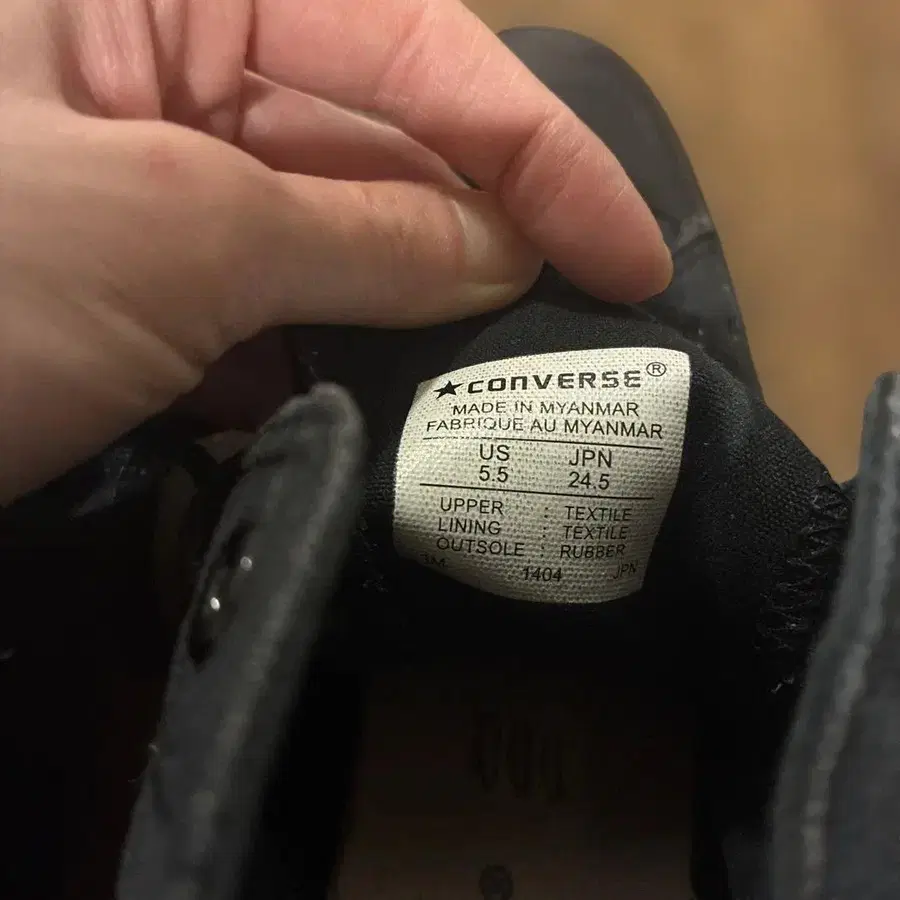 ★CONVERSE®
MADE IN MYANMAR
FABRIQUE AU MYANMAR
US JPN
5.5 24.5
UPPER : TEXTILE
LINING : TEXTILE
OUTSOLE : RUBBER
1404 JPN